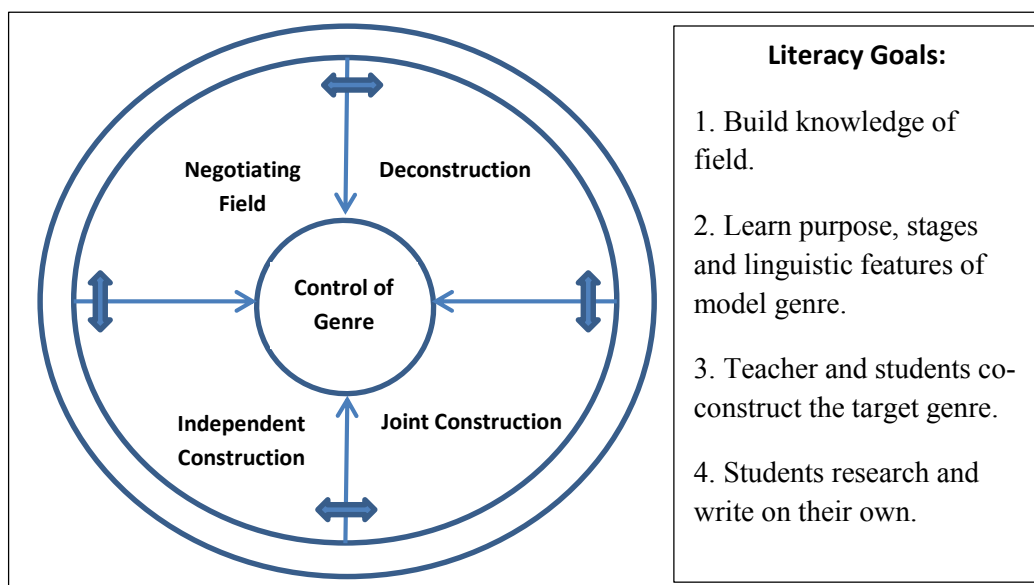 Negotiating
Field
Deconstruction
Control of
Genre
Independent
Construction
Joint Construction
Literacy Goals:
1. Build knowledge of
field.
2. Learn purpose, stages
and linguistic features of
model genre.
3. Teacher and students co-
construct the target genre.
4. Students research and
write on their own.